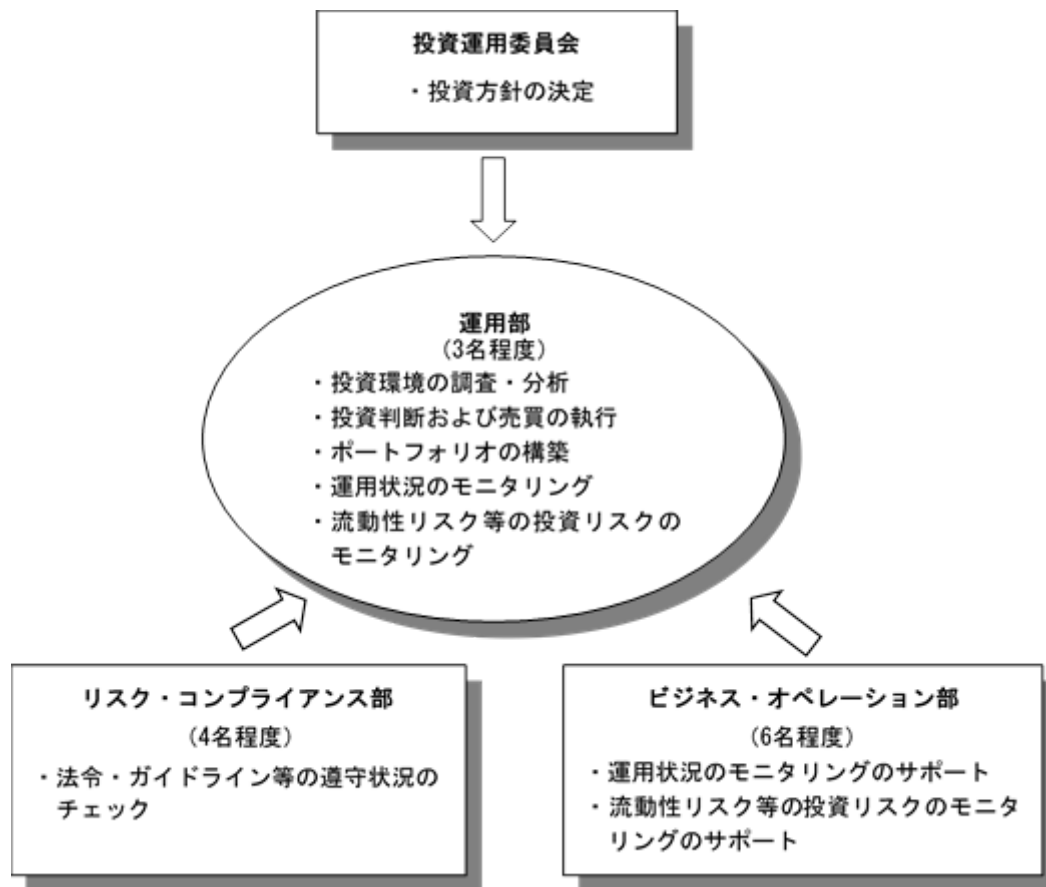 投資運用委員会
・投資方針の決定
運用部
（3名程度）
・投資環境の調査・分析
・投資判断および売買の執行
・ポートフォリオの構築
・運用状況のモニタリング
・流動性リスク等の投資リスクの
モニタリング
リスク・コンプライアンス部
（4名程度）
・法令・ガイドライン等の遵守状況の
チェック
ビジネス・オペレーション部
（6名程度）
・運用状況のモニタリングのサポート
・流動性リスク等の投資リスクのモニタ
リングのサポート